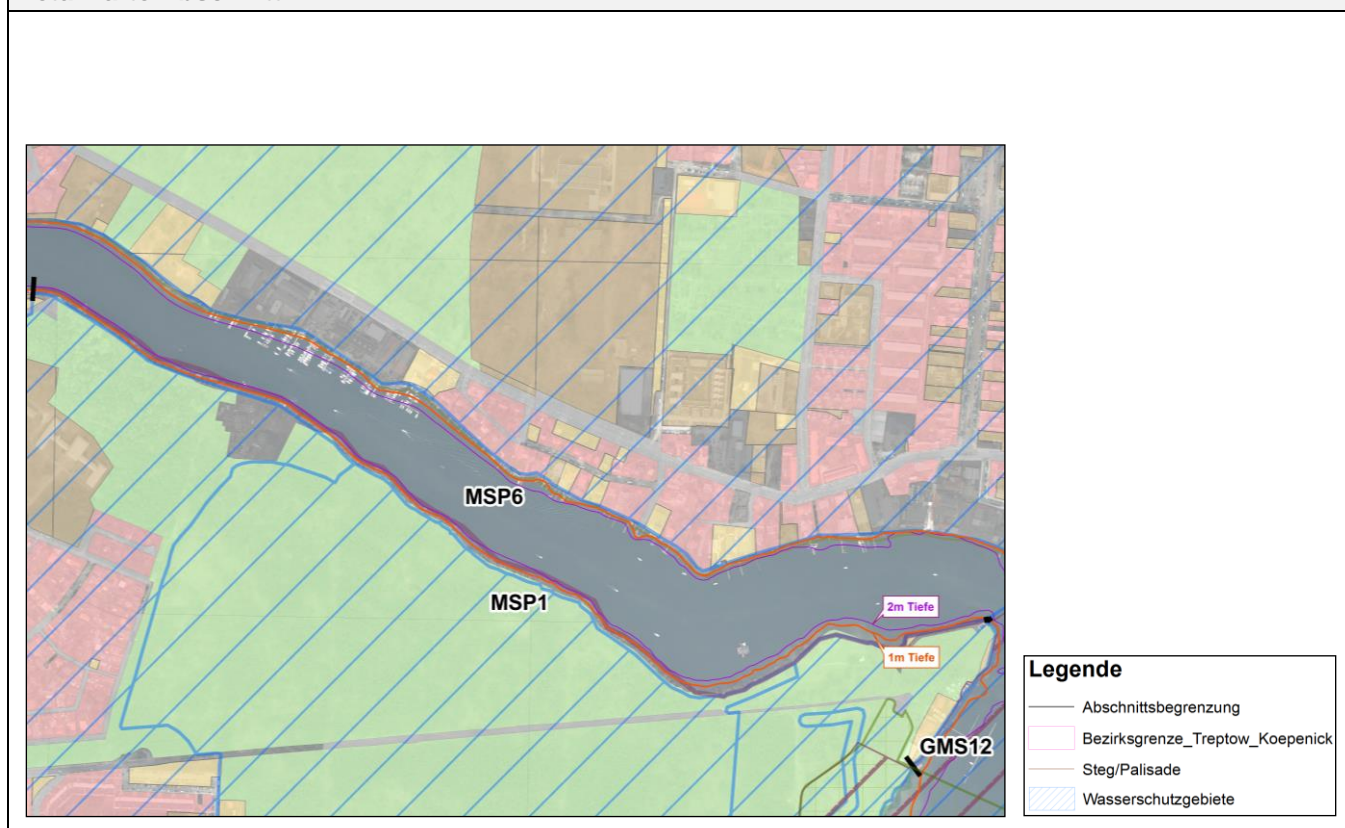 MSP6
MSP1
2m Tiefe
1m Tiefe
GMS12
Legende
Abschnittsbegrenzung
Bezirksgrenze_Treptow_Koepenick
Steg/Palisade
Wasserschutzgebiete